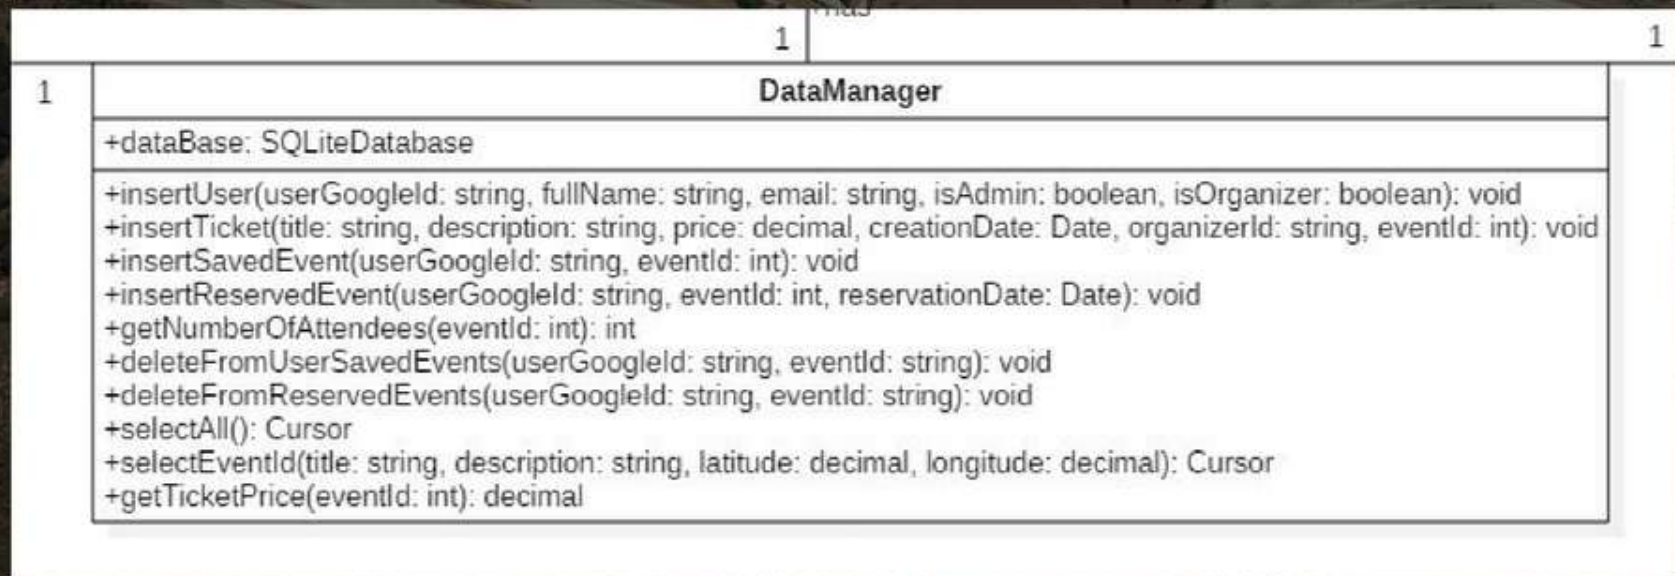 1
1
1
DataManager
+dataBase: SQLiteDatabase
+insertUser(userGoogleId: string, fullName: string, email: string, isAdmin: boolean, isOrganizer: boolean): void
+insertTicket(title: string, description: string, price: decimal, creationDate: Date, organizerId: string, eventId: int): void
+insertSavedEvent(userGoogleId: string, eventId: int): void
+insertReservedEvent(userGoogleId: string, eventId: int, reservationDate: Date): void
+getNumberOfAttendees(eventId: int): int
+deleteFromUserSavedEvents(userGoogleId: string, eventId: string): void
+deleteFromReservedEvents(userGoogleId: string, eventId: string): void
+selectAll(): Cursor
+selectEventId(title: string, description: string, latitude: decimal, longitude: decimal): Cursor
+getTicketPrice(eventId: int): decimal